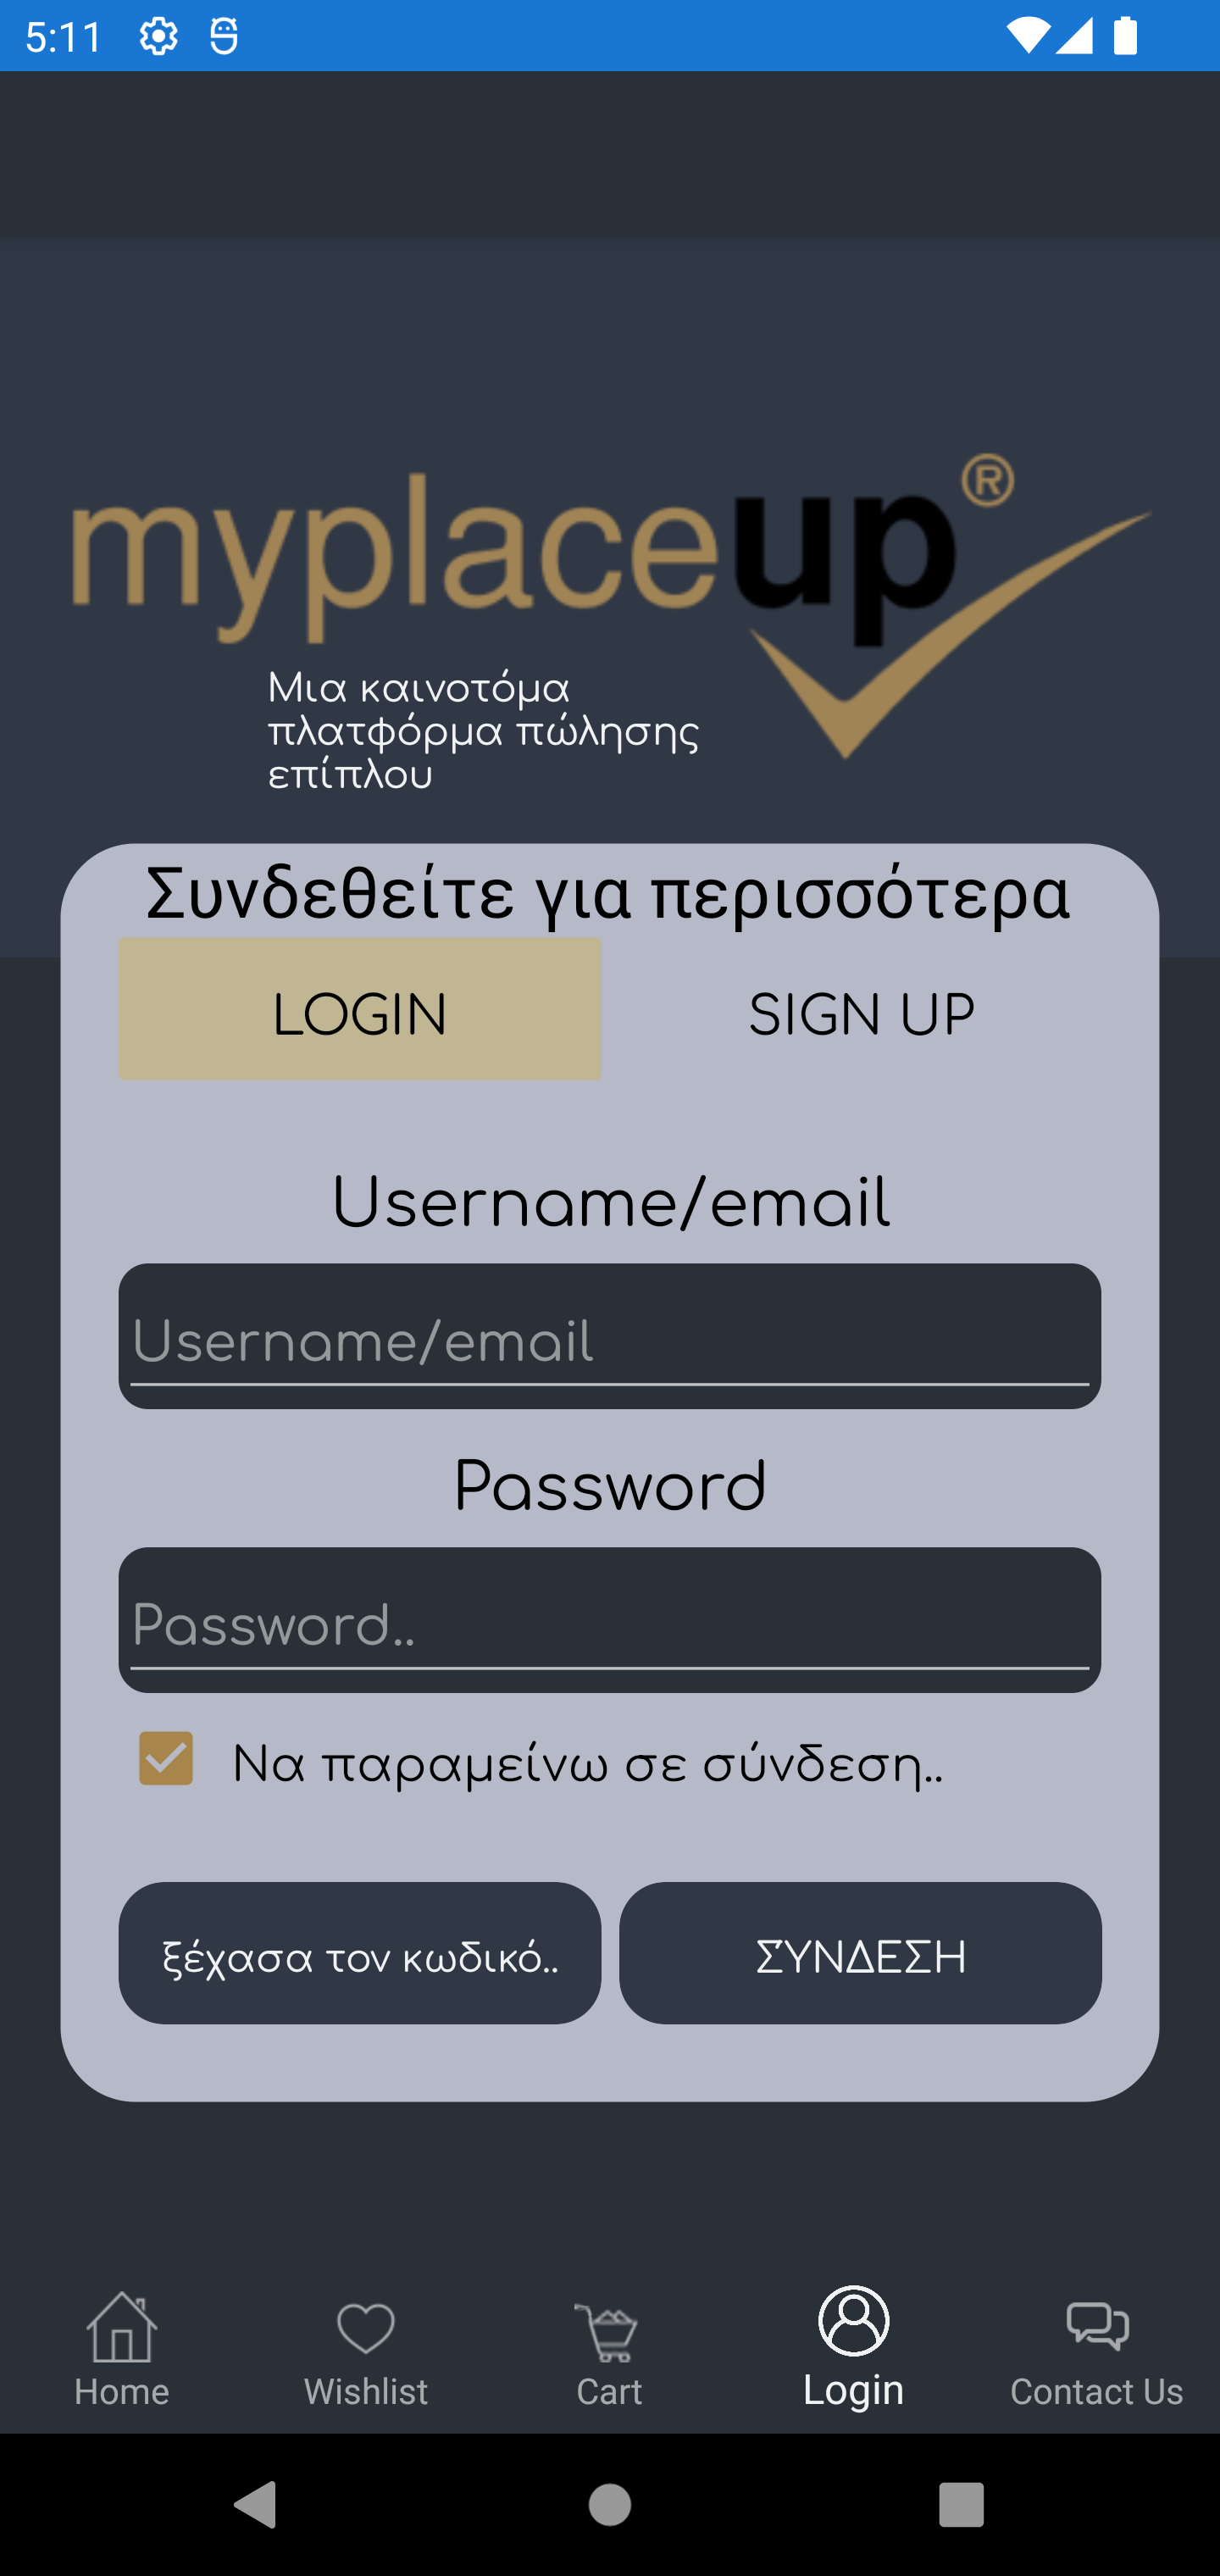 5:11
myplaceup®
Μια καινοτόμα
πλατφόρμα πώλησης
επίπλου
Συνδεθείτε για περισσότερα
LOGIN
SIGN UP
Username/email
Username/email
Password
Password..
Να παραμείνω σε σύνδεση..
ξέχασα τον κωδικό..
ΣΎΝΔΕΣΗ
Home
Wishlist
Cart
Login
Contact Us